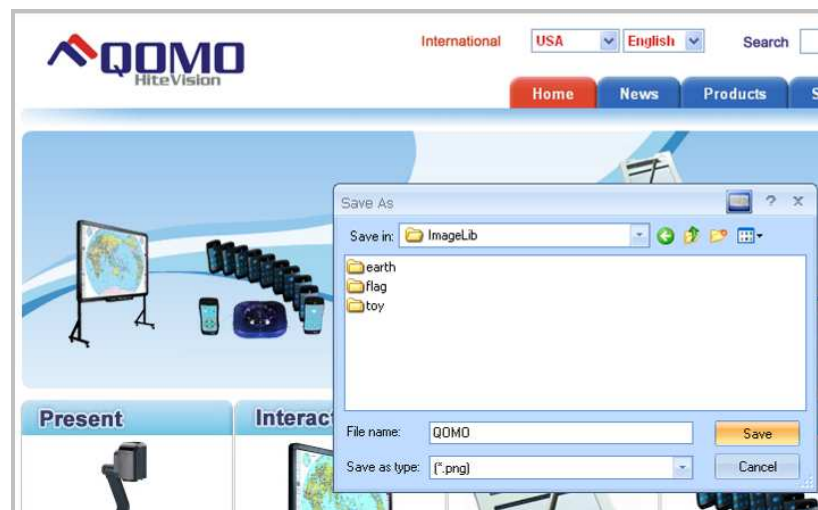 QOMO
HiteVision
International USA English Search
Home News Products S
Save As
Save in: ImageLib
earth
flag
toy
Present
Interact
File name: QOMO Save
Save as type: (*.png) Cancel